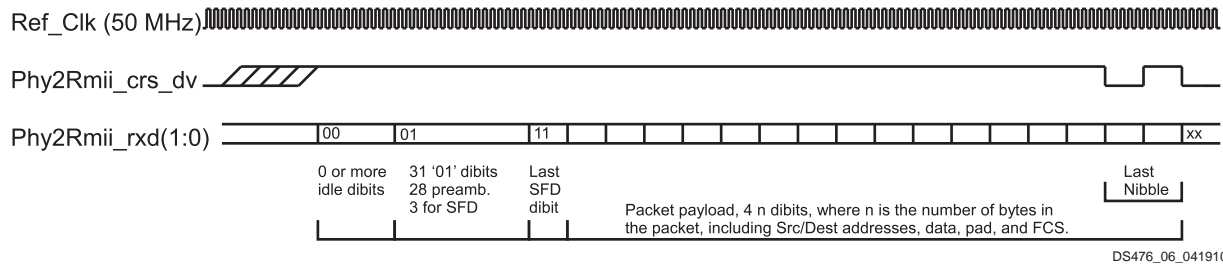 Ref_Clk (50 MHz)
Phy2Rmii_crs_dv
Phy2Rmii_rxd(1:0)
00
01
11
xx
0 or more
idle dibits
31 ‘01’ dibits
28 preamb.
3 for SFD
Last
SFD
dibit
Last
Nibble
Packet payload, 4 n dibits, where n is the number of bytes in
the packet, including Src/Dest addresses, data, pad, and FCS.
DS476_06_041910